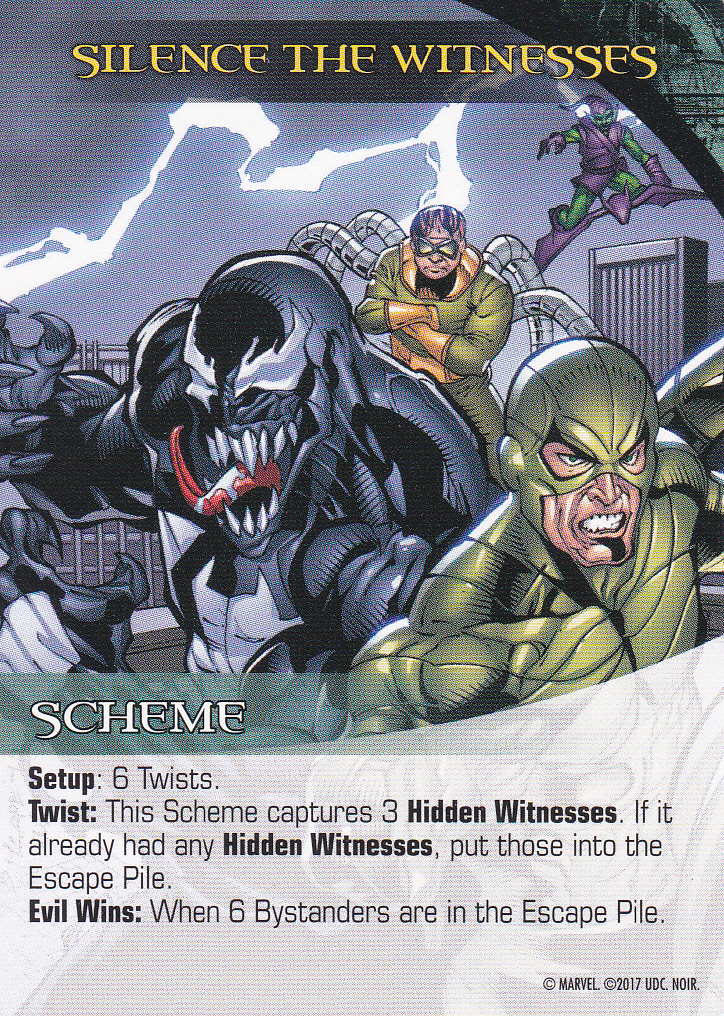 SILENCE THE WITNESSES
SCHEME
Setup: 6 Twists.
Twist: This Scheme captures 3 Hidden Witnesses. If it
already had any Hidden Witnesses, put those into the
Escape Pile.
Evil Wins: When 6 Bystanders are in the Escape Pile.
© MARVEL. ©2017 UDC. NOIR.